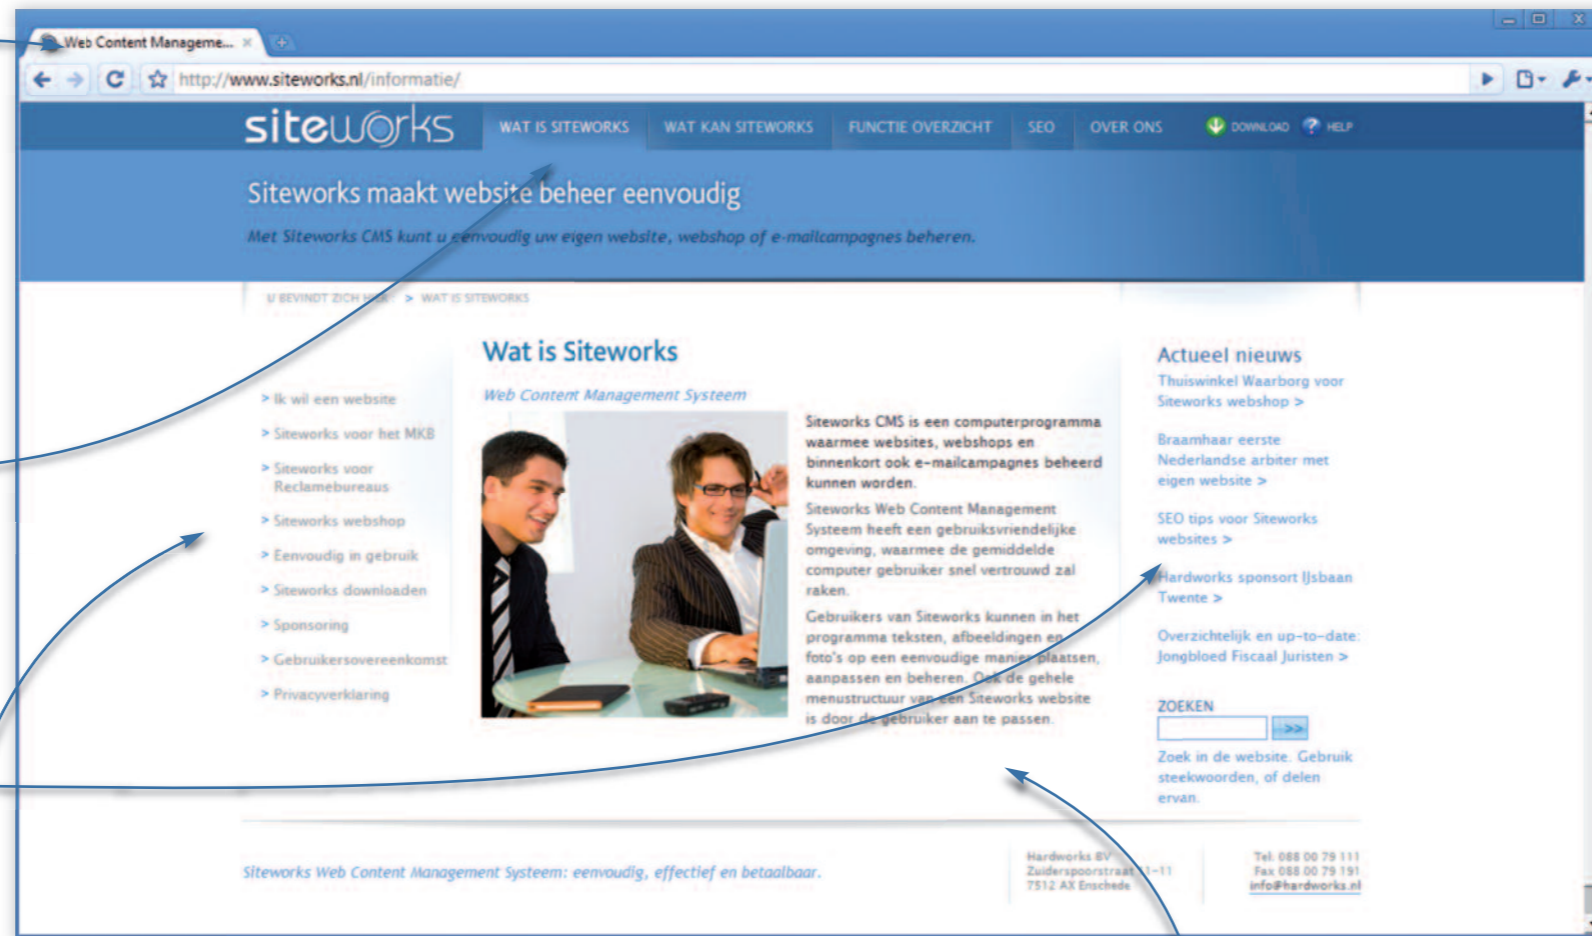 Web Content Manageme...
http://www.siteworks.nl/informatie/
siteworks
WAT IS SITEWORKS
WAT KAN SITEWORKS
FUNCTIE OVERZICHT
SEO
OVER ONS
DOWNLOAD
HELP
Siteworks maakt website beheer eenvoudig
Met Siteworks CMS kunt u eenvoudig uw eigen website, webshop of e-mailcampagnes beheren.
U BEVINDT ZICH HIER : > WAT IS SITEWORKS
> Ik wil een website
> Siteworks voor het MKB
> Siteworks voor
Reclamebureaus
> Siteworks webshop
> Eenvoudig in gebruik
> Siteworks downloaden
> Sponsoring
> Gebruikersovereenkomst
> Privacyverklaring
Wat is Siteworks
Web Content Management Systeem
Siteworks CMS is een computerprogramma
waarmee websites, webshops en
binnenkort ook e-mailcampagnes beheerd
kunnen worden.
Siteworks Web Content Management
Systeem heeft een gebruiksvriendelijke
omgeving, waarmee de gemiddelde
computer gebruiker snel vertrouwd zal
raken.
Gebruikers van Siteworks kunnen in het
programma teksten, afbeeldingen en
foto's op een eenvoudige manier plaatsen,
aanpassen en beheren. Ook de gehele
menustructuur van een Siteworks website
is door de gebruiker aan te passen.
Actueel nieuws
Thuiswinkel Waarborg voor
Siteworks webshop >
Braamhaar eerste
Nederlandse arbiter met
eigen website >
SEO tips voor Siteworks
websites >
Hardworks sponsort IJsbaan
Twente >
Overzichtelijk en up-to-date:
Jongbloed Fiscaal Juristen >
ZOEKEN
>>
Zoek in de website. Gebruik
steekwoorden, of delen
ervan.
Siteworks Web Content Management Systeem: eenvoudig, effectief en betaalbaar.
Hardworks BV
Zuiderspoorstraat 11-11
7512 AX Enschede
Tel. 088 00 79 111
Fax 088 00 79 191
info@hardworks.nl